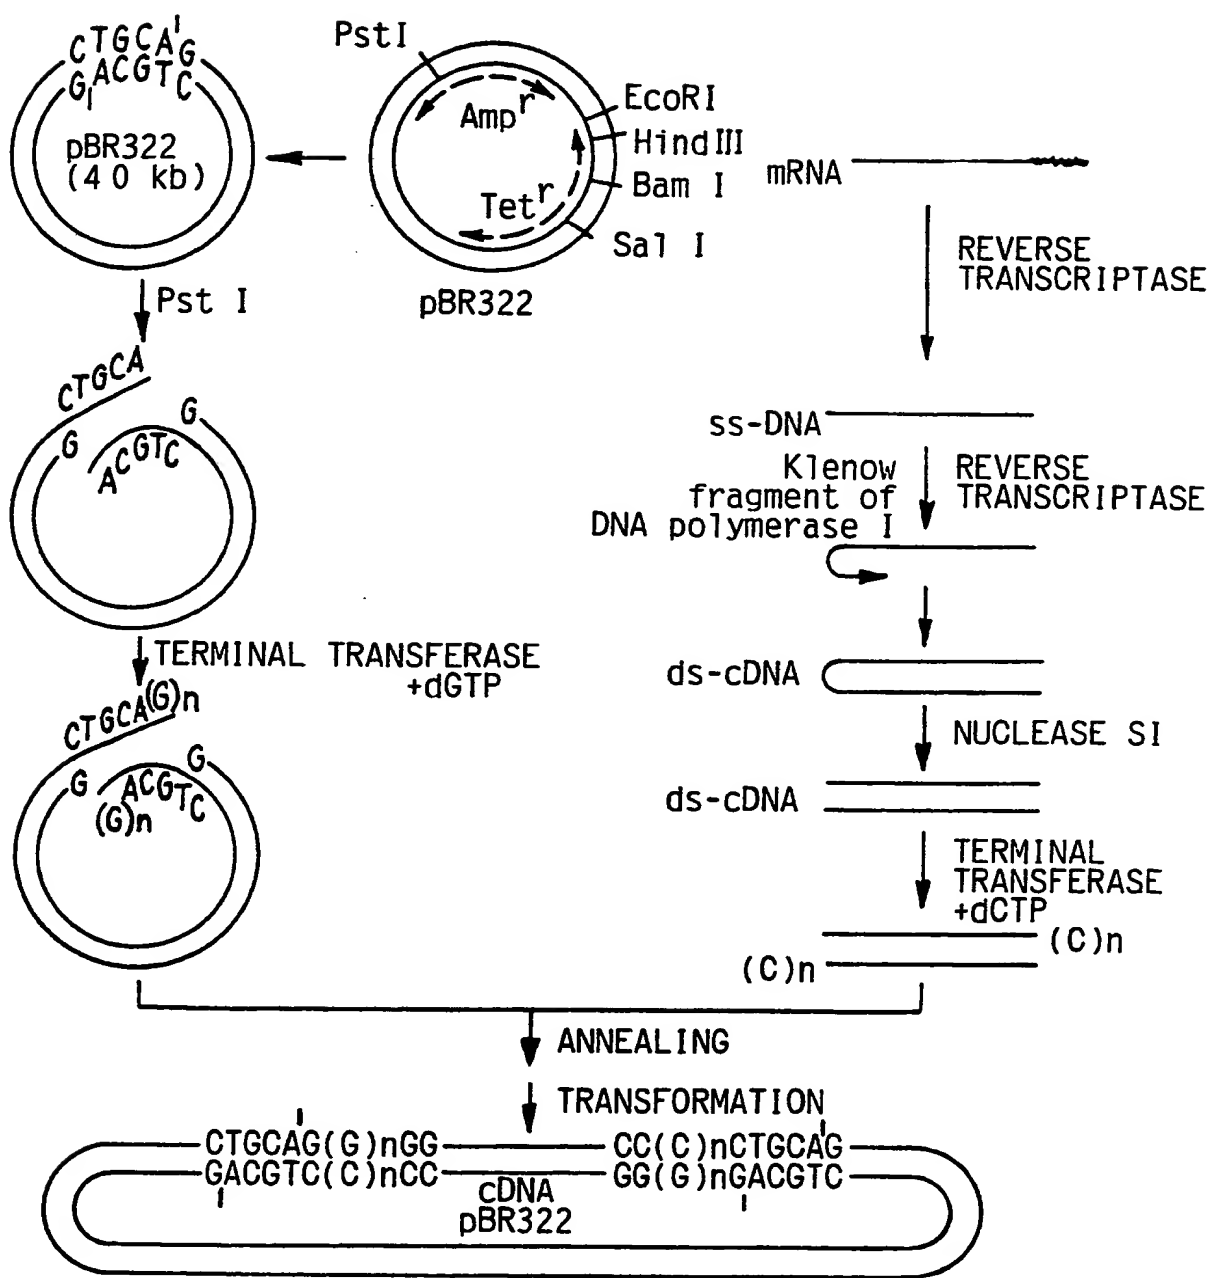 CTGCAG
GACGTC
pBR322
(4 0 kb)
PstI
Ampʳ
Tetʳ
EcoRI
HindIII
Bam I
Sal I
pBR322
mRNA
REVERSE
TRANSCRIPTASE
Pst I
CTGCA
G
G
ACGTC
ss-DNA
Klenow
fragment of
DNA polymerase I
REVERSE
TRANSCRIPTASE
TERMINAL TRANSFERASE
+dGTP
ds-cDNA
NUCLEASE SI
CTGCA(G)n
G
G
ACGTC
(G)n
ds-cDNA
TERMINAL
TRANSFERASE
+dCTP
(C)n
(C)n
ANNEALING
TRANSFORMATION
CTGCAG(G)nGG
CC(C)nCTGCAG
GACGTC(C)nCC
GG(G)nGACGTC
cDNA
pBR322